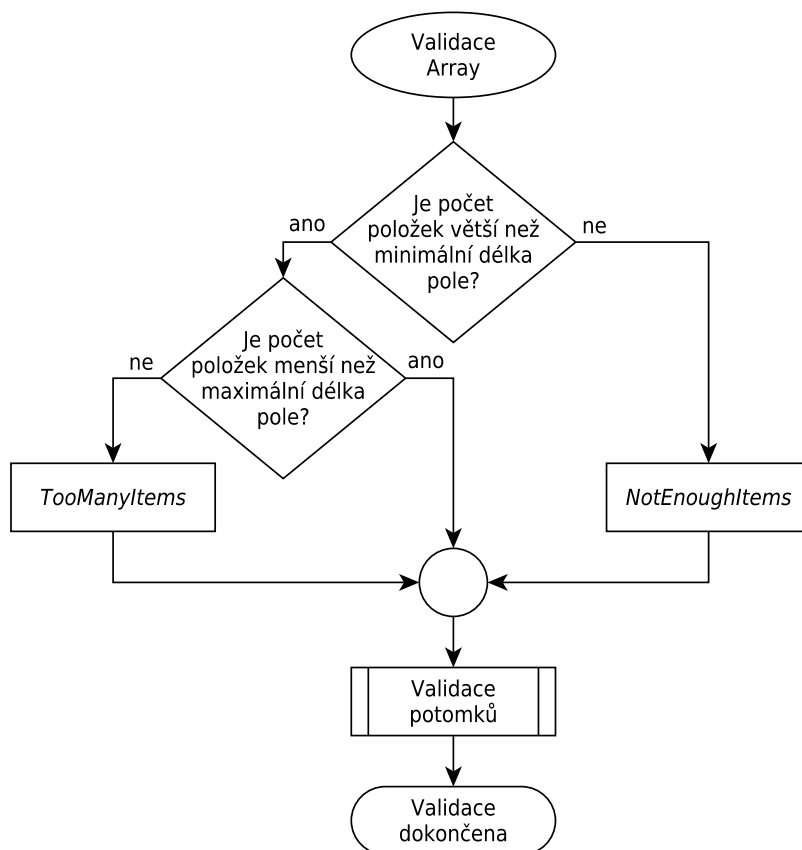 Validace
Array
Je počet
položek větší než
minimální délka
pole?
ano
ne
Je počet
položek menší než
maximální délka
pole?
ne
ano
TooManyItems
NotEnoughItems
Validace
potomků
Validace
dokončena